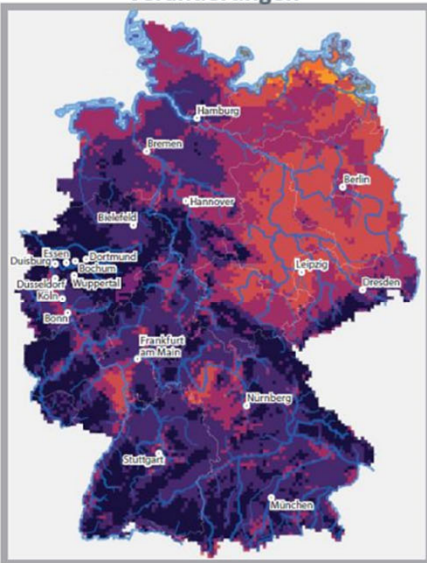 Hamburg
Bremen
Berlin
Hannover
Bielefeld
Essen
Dortmund
Duisburg
Bochum
Leipzig
Düsseldorf
Wuppertal
Dresden
Köln
Bonn
Frankfurt
am Main
Nürnberg
Stuttgart
München